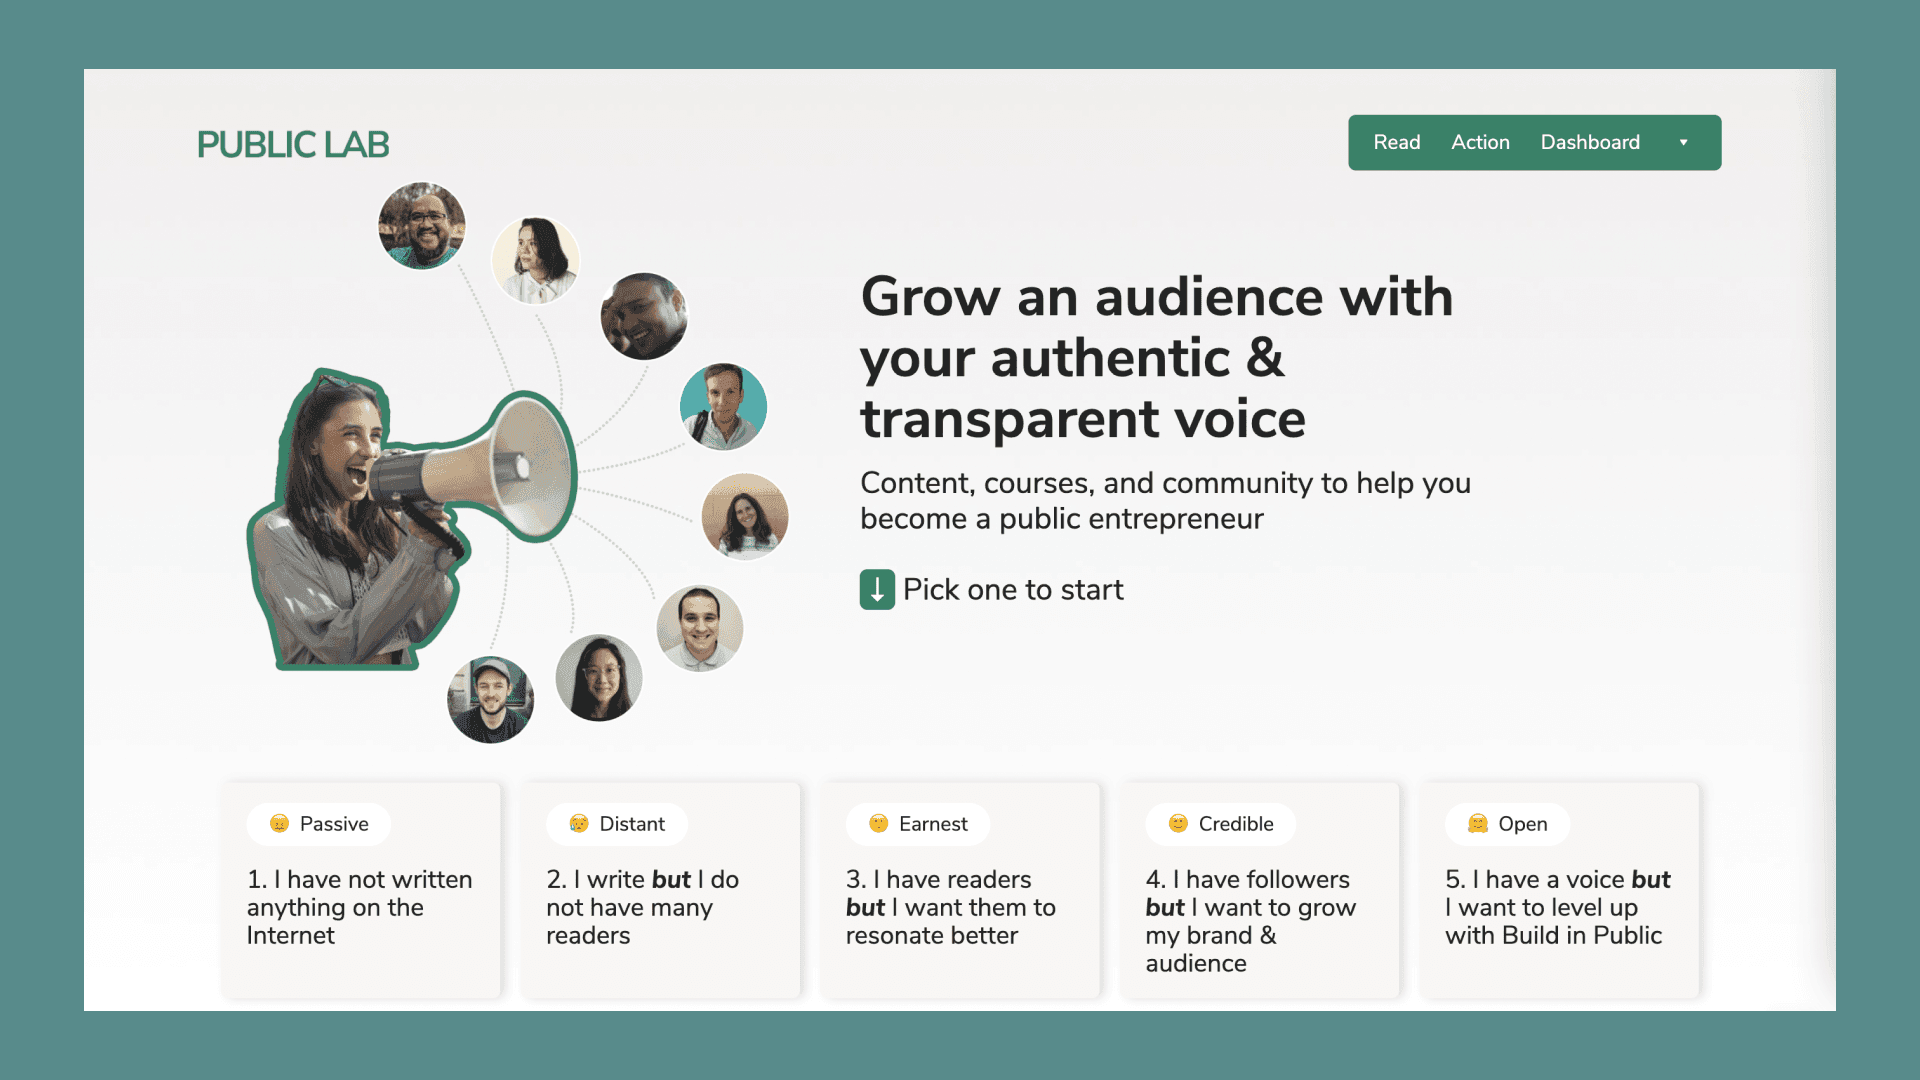 PUBLIC LAB
Read Action Dashboard
Grow an audience with
your authentic &
transparent voice
Content, courses, and community to help you
become a public entrepreneur
Pick one to start
Passive
1. I have not written
anything on the
Internet
Distant
2. I write but I do
not have many
readers
Earnest
3. I have readers
but I want them to
resonate better
Credible
4. I have followers
but I want to grow
my brand &
audience
Open
5. I have a voice but
I want to level up
with Build in Public